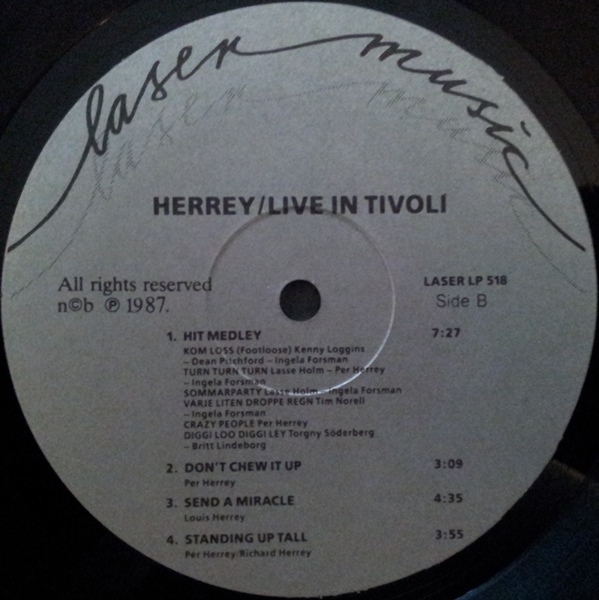 laser music
laser music
HERREY/LIVE IN TIVOLI
All rights reserved
n©b ℗ 1987.
LASER LP 518
Side B
1. HIT MEDLEY 7:27
KOM LOSS (Footloose) Kenny Loggins
– Dean Pitchford – Ingela Forsman
TURN TURN TURN Lasse Holm – Per Herrey
– Ingela Forsman
SOMMARPARTY Lasse Holm – Ingela Forsman
VARJE LITEN DROPPE REGN Tim Norell
– Ingela Forsman
CRAZY PEOPLE Per Herrey
DIGGI LOO DIGGI LEY Torgny Söderberg
– Britt Lindeborg
2. DON'T CHEW IT UP 3:09
Per Herrey
3. SEND A MIRACLE 4:35
Louis Herrey
4. STANDING UP TALL 3:55
Per Herrey/Richard Herrey